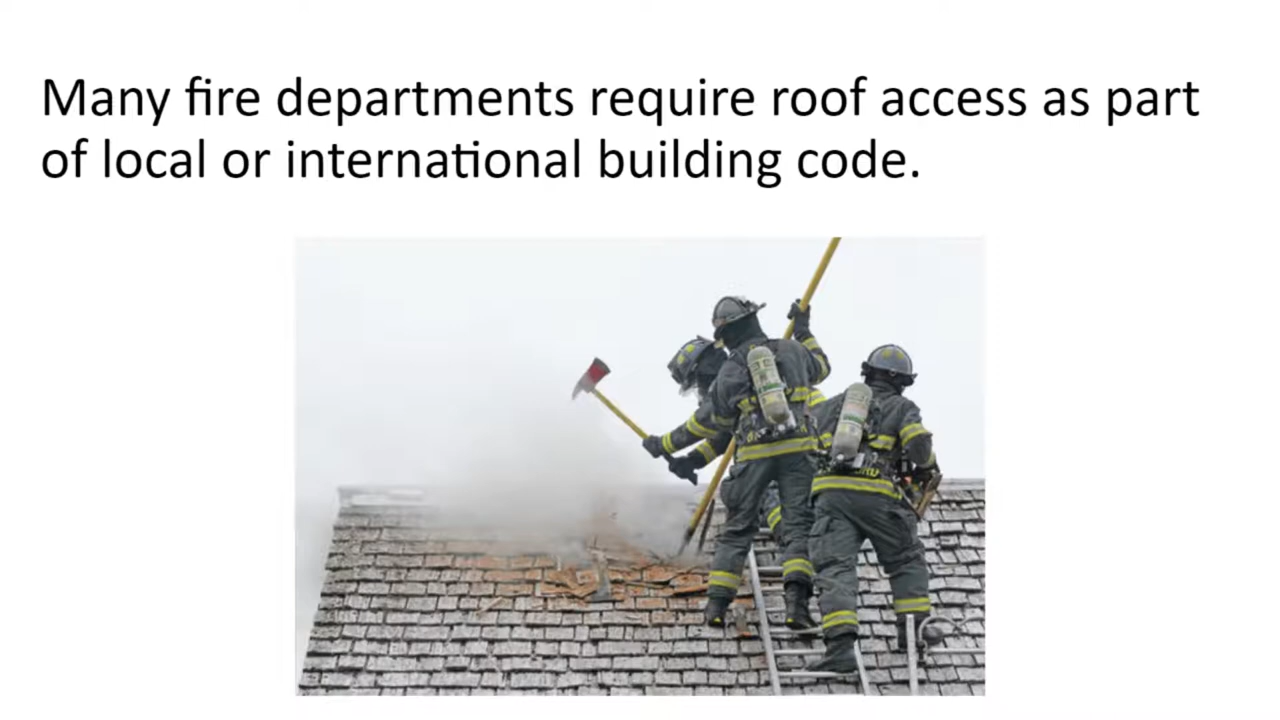 Many fire departments require roof access as part
of local or international building code.